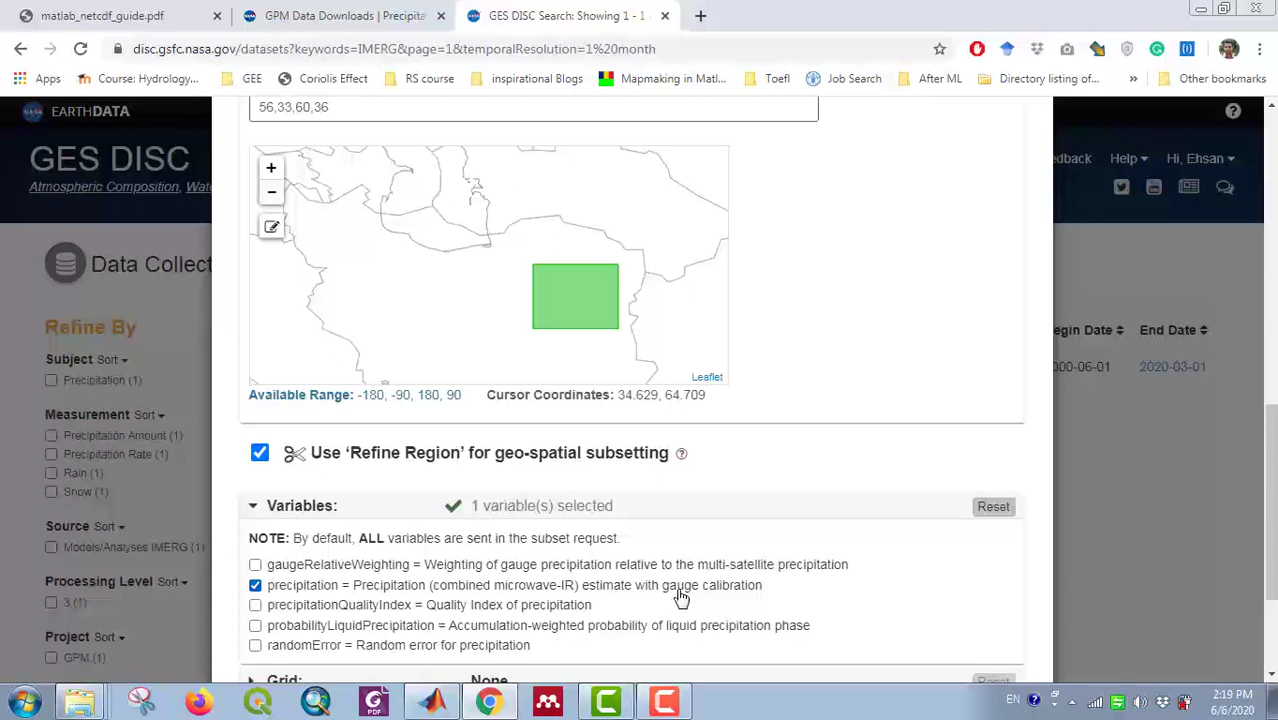 matlab_netcdf_guide.pdf
GPM Data Downloads | Precipita
GES DISC Search: Showing 1 - 1
disc.gsfc.nasa.gov/datasets?keywords=IMERG&page=1&temporalResolution=1%20month
Apps
Course: Hydrology...
GEE
Coriolis Effect
RS course
inspirational Blogs
Mapmaking in Matl...
Toefl
Job Search
After ML
Directory listing of...
»
Other bookmarks
EARTHDATA
56,33,60,36
GES DISC
edback
Help
Hi, Ehsan
Atmospheric Composition, Wate
+
−
Data Collect
Refine By
Subject Sort
Precipitation (1)
egin Date
End Date
000-06-01
2020-03-01
Leaflet
Available Range: -180, -90, 180, 90
Cursor Coordinates: 34.629, 64.709
Measurement Sort
Precipitation Amount (1)
Precipitation Rate (1)
Rain (1)
Snow (1)
Use ‘Refine Region’ for geo-spatial subsetting
Variables:
1 variable(s) selected
Reset
Source Sort
Models/Analyses IMERG (1)
NOTE: By default, ALL variables are sent in the subset request.
gaugeRelativeWeighting = Weighting of gauge precipitation relative to the multi-satellite precipitation
Processing Level
3 (1)
precipitation = Precipitation (combined microwave-IR) estimate with gauge calibration
precipitationQualityIndex = Quality Index of precipitation
Project Sort
GPM (1)
probabilityLiquidPrecipitation = Accumulation-weighted probability of liquid precipitation phase
randomError = Random error for precipitation
Grid:
None
Reset
EN
2:19 PM
6/6/2020